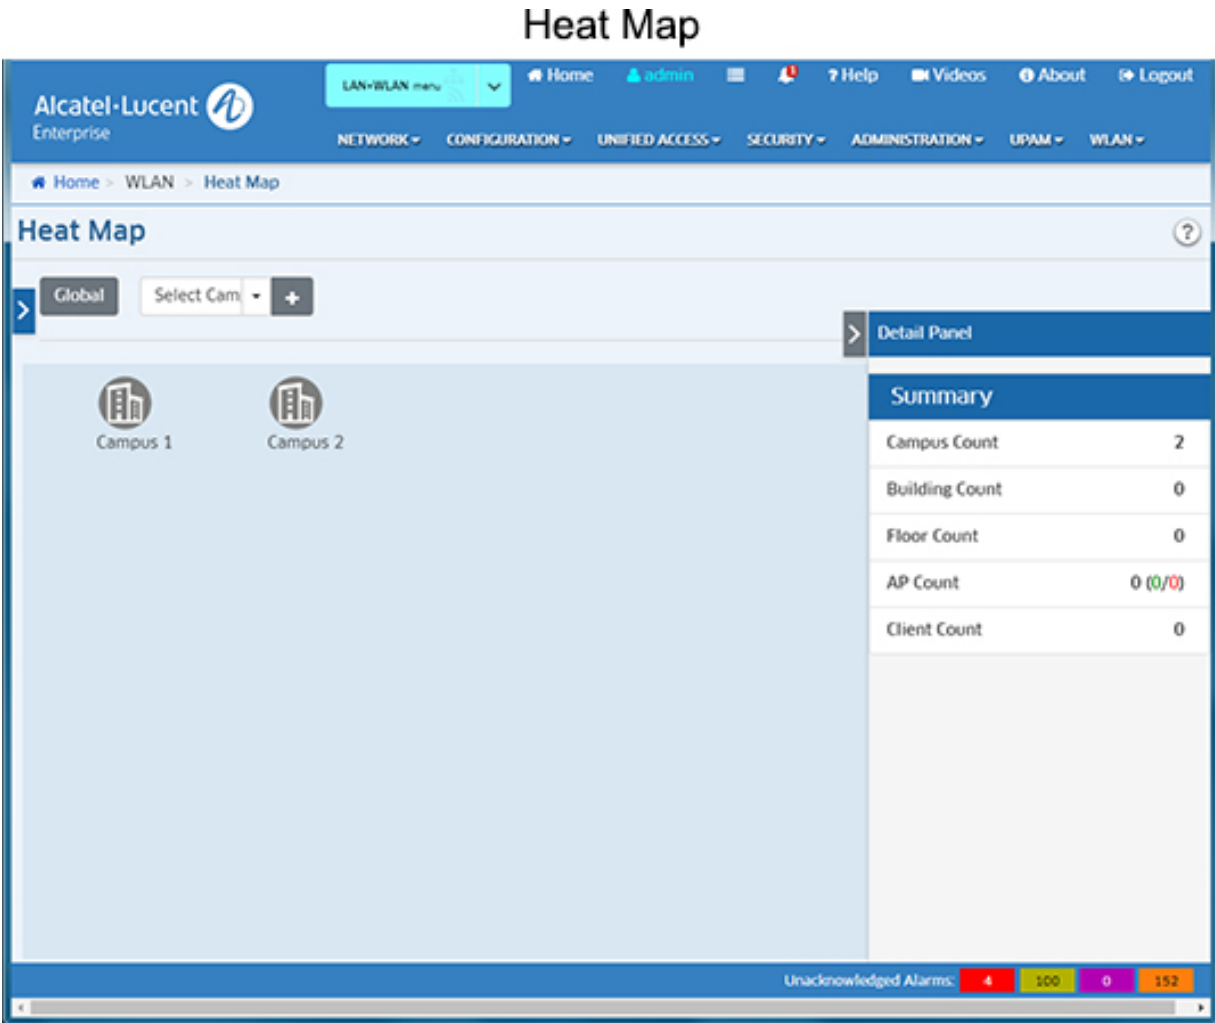 Heat Map
Alcatel·Lucent
Enterprise
LAN+WLAN menu
Home admin 1 ? Help Videos About Logout
NETWORK CONFIGURATION UNIFIED ACCESS SECURITY ADMINISTRATION UPAM WLAN
Home > WLAN > Heat Map
Heat Map ?
Global Select Cam +
Detail Panel
Summary
Campus 1 Campus 2
Campus Count 2
Building Count 0
Floor Count 0
AP Count 0 (0/0)
Client Count 0
Unacknowledged Alarms: 4 100 0 152